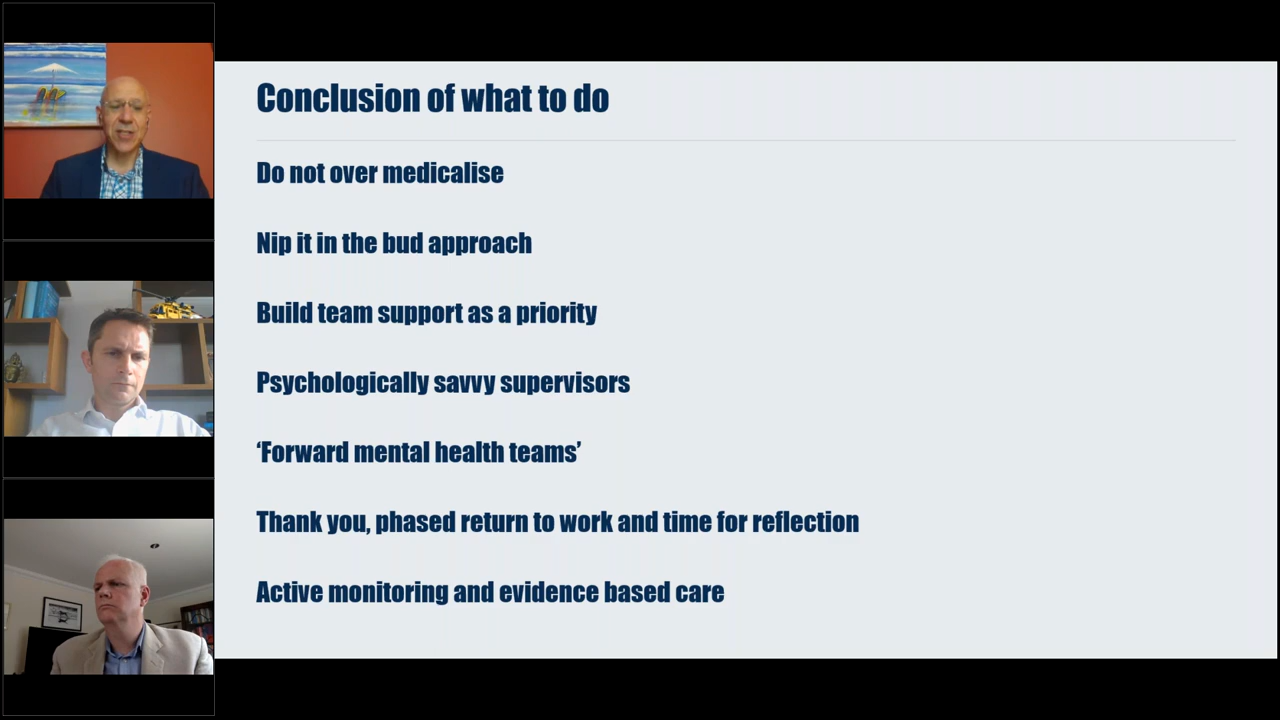 Conclusion of what to do
Do not over medicalise
Nip it in the bud approach
Build team support as a priority
Psychologically savvy supervisors
‘Forward mental health teams’
Thank you, phased return to work and time for reflection
Active monitoring and evidence based care